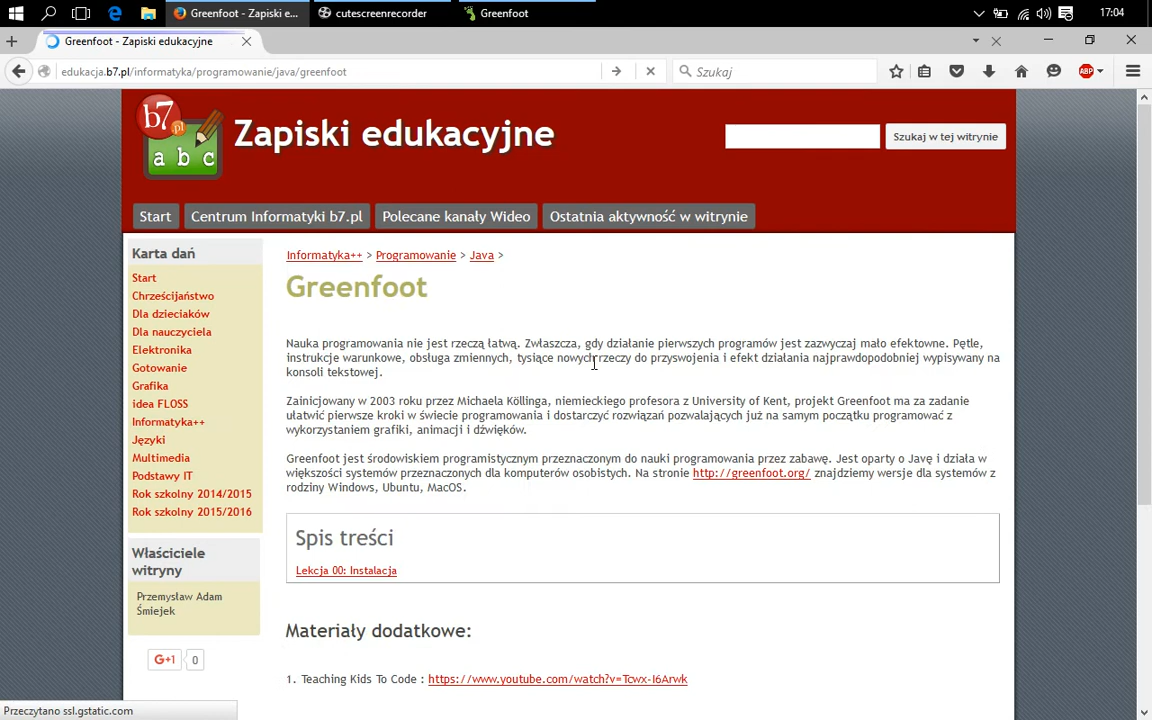 Greenfoot - Zapiski e...
cutescreenrecorder
Greenfoot
17:04
Greenfoot - Zapiski edukacyjne
edukacja.b7.pl/informatyka/programowanie/java/greenfoot
Szukaj
ABP
b7
.pl
a b c
Zapiski edukacyjne
Szukaj w tej witrynie
Start
Centrum Informatyki b7.pl
Polecane kanały Wideo
Ostatnia aktywność w witrynie
Karta dań
Start
Chrześcijaństwo
Dla dzieciaków
Dla nauczyciela
Elektronika
Gotowanie
Grafika
idea FLOSS
Informatyka++
Języki
Multimedia
Podstawy IT
Rok szkolny 2014/2015
Rok szkolny 2015/2016
Właściciele
witryny
Przemysław Adam
Śmiejek
G+1 0
Informatyka++ > Programowanie > Java >
Greenfoot
Nauka programowania nie jest rzeczą łatwą. Zwłaszcza, gdy działanie pierwszych programów jest zazwyczaj mało efektowne. Pętle,
instrukcje warunkowe, obsługa zmiennych, tysiące nowych rzeczy do przyswojenia i efekt działania najprawdopodobniej wypisywany na
konsoli tekstowej.
Zainicjowany w 2003 roku przez Michaela Köllinga, niemieckiego profesora z University of Kent, projekt Greenfoot ma za zadanie
ułatwić pierwsze kroki w świecie programowania i dostarczyć rozwiązań pozwalających już na samym początku programować z
wykorzystaniem grafiki, animacji i dźwięków.
Greenfoot jest środowiskiem programistycznym przeznaczonym do nauki programowania przez zabawę. Jest oparty o Javę i działa w
większości systemów przeznaczonych dla komputerów osobistych. Na stronie http://greenfoot.org/ znajdziemy wersje dla systemów z
rodziny Windows, Ubuntu, MacOS.
Spis treści
Lekcja 00: Instalacja
Materiały dodatkowe:
1. Teaching Kids To Code : https://www.youtube.com/watch?v=Tcwx-I6Arwk
Przeczytano ssl.gstatic.com